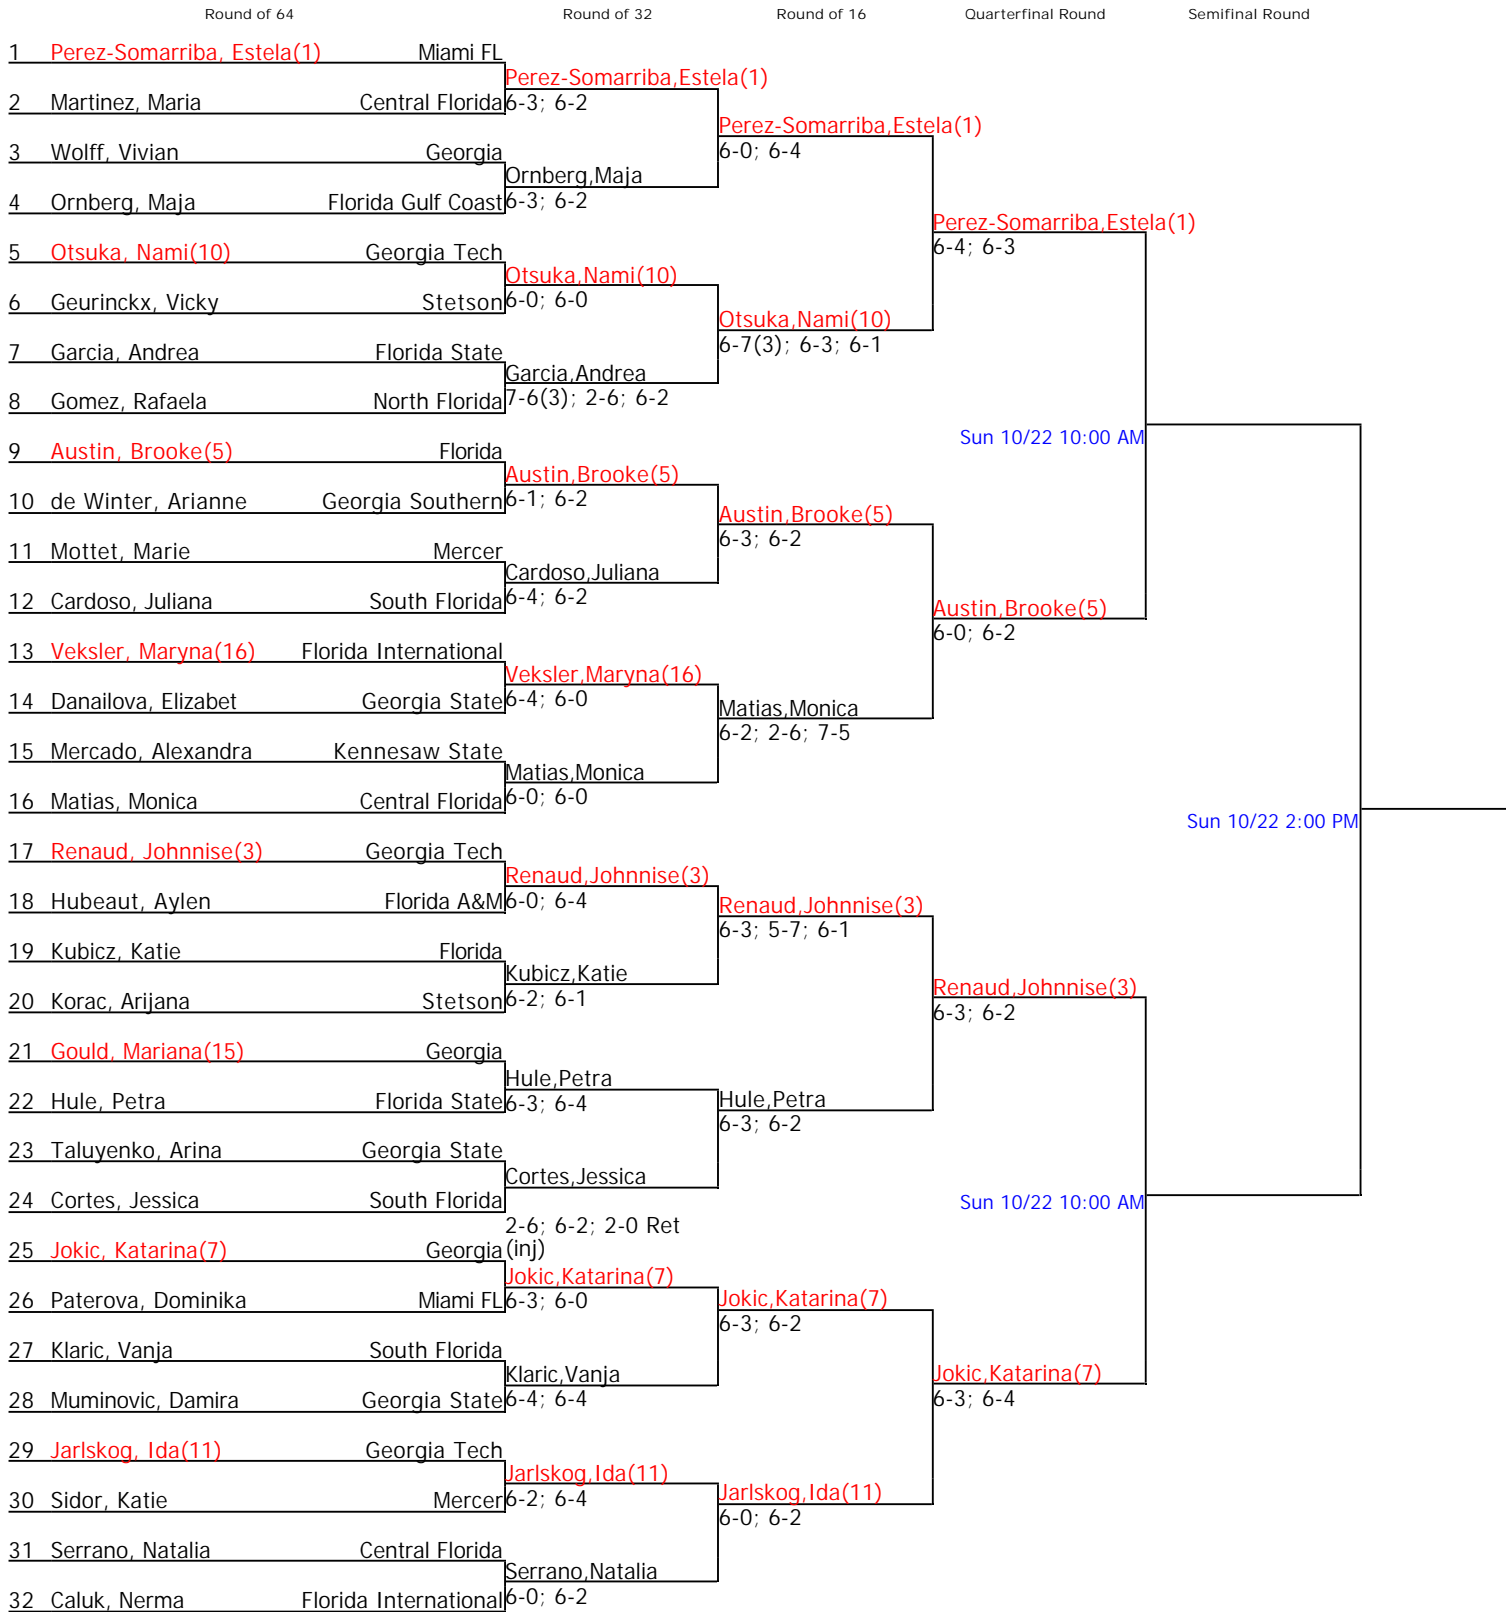 Round of 64 Round of 32 Round of 16 Quarterfinal Round Semifinal Round
1 Perez-Somarriba, Estela(1) Miami FL
Perez-Somarriba,Estela(1)
2 Martinez, Maria Central Florida 6-3; 6-2
Perez-Somarriba,Estela(1)
3 Wolff, Vivian Georgia 6-0; 6-4
Ornberg,Maja
4 Ornberg, Maja Florida Gulf Coast 6-3; 6-2
Perez-Somarriba,Estela(1)
5 Otsuka, Nami(10) Georgia Tech 6-4; 6-3
Otsuka,Nami(10)
6 Geurinckx, Vicky Stetson 6-0; 6-0
Otsuka,Nami(10)
7 Garcia, Andrea Florida State 6-7(3); 6-3; 6-1
Garcia,Andrea
8 Gomez, Rafaela North Florida 7-6(3); 2-6; 6-2
Sun 10/22 10:00 AM
9 Austin, Brooke(5) Florida
Austin,Brooke(5)
10 de Winter, Arianne Georgia Southern 6-1; 6-2
Austin,Brooke(5)
11 Mottet, Marie Mercer 6-3; 6-2
Cardoso,Juliana
12 Cardoso, Juliana South Florida 6-4; 6-2
Austin,Brooke(5)
13 Veksler, Maryna(16) Florida International 6-0; 6-2
Veksler,Maryna(16)
14 Danailova, Elizabet Georgia State 6-4; 6-0
Matias,Monica
15 Mercado, Alexandra Kennesaw State 6-2; 2-6; 7-5
Matias,Monica
16 Matias, Monica Central Florida 6-0; 6-0
Sun 10/22 2:00 PM
17 Renaud, Johnnise(3) Georgia Tech
Renaud,Johnnise(3)
18 Hubeaut, Aylen Florida A&M 6-0; 6-4
Renaud,Johnnise(3)
19 Kubicz, Katie Florida 6-3; 5-7; 6-1
Kubicz,Katie
20 Korac, Arijana Stetson 6-2; 6-1
Renaud,Johnnise(3)
21 Gould, Mariana(15) Georgia 6-3; 6-2
Hule,Petra
22 Hule, Petra Florida State 6-3; 6-4
Hule,Petra
23 Taluyenko, Arina Georgia State 6-3; 6-2
Cortes,Jessica
24 Cortes, Jessica South Florida Sun 10/22 10:00 AM
2-6; 6-2; 2-0 Ret
25 Jokic, Katarina(7) Georgia (inj)
Jokic,Katarina(7)
26 Paterova, Dominika Miami FL 6-3; 6-0
Jokic,Katarina(7)
27 Klaric, Vanja South Florida 6-3; 6-2
Klaric,Vanja
28 Muminovic, Damira Georgia State 6-4; 6-4
Jokic,Katarina(7)
29 Jarlskog, Ida(11) Georgia Tech 6-3; 6-4
Jarlskog,Ida(11)
30 Sidor, Katie Mercer 6-2; 6-4
Jarlskog,Ida(11)
31 Serrano, Natalia Central Florida 6-0; 6-2
Serrano,Natalia
32 Caluk, Nerma Florida International 6-0; 6-2